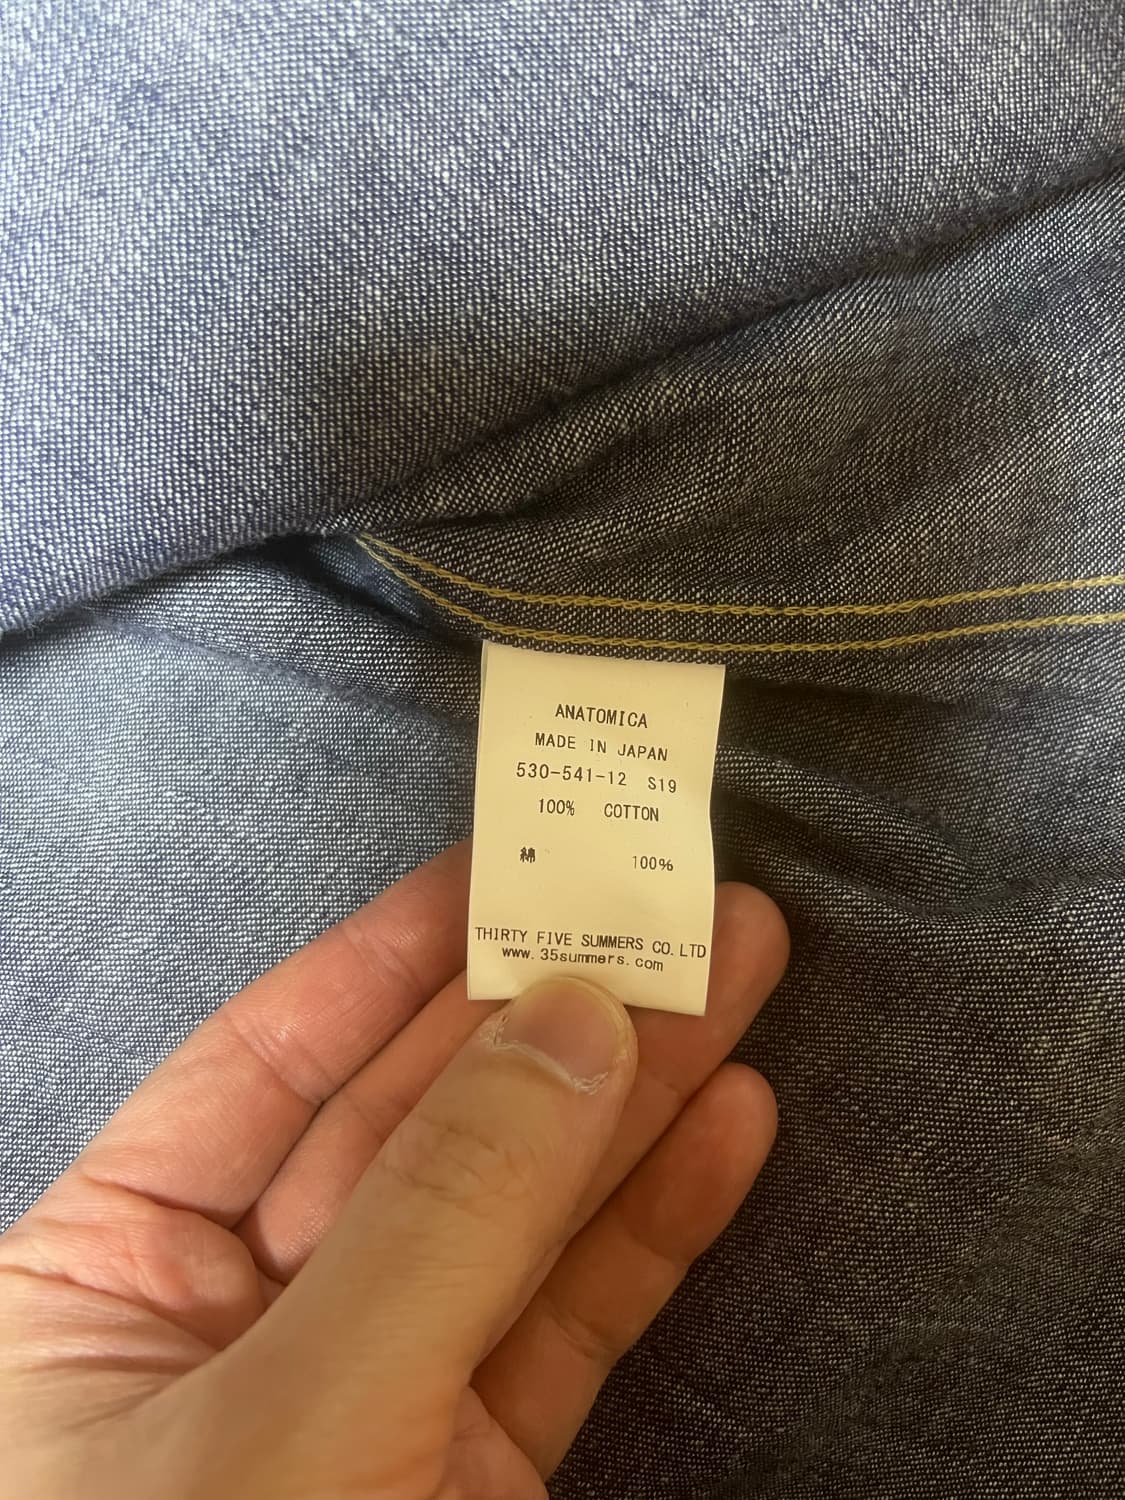 ANATOMICA
MADE IN JAPAN
530-541-12 S19
100% COTTON
綿 100%
THIRTY FIVE SUMMERS CO. LTD
www.35summers.com